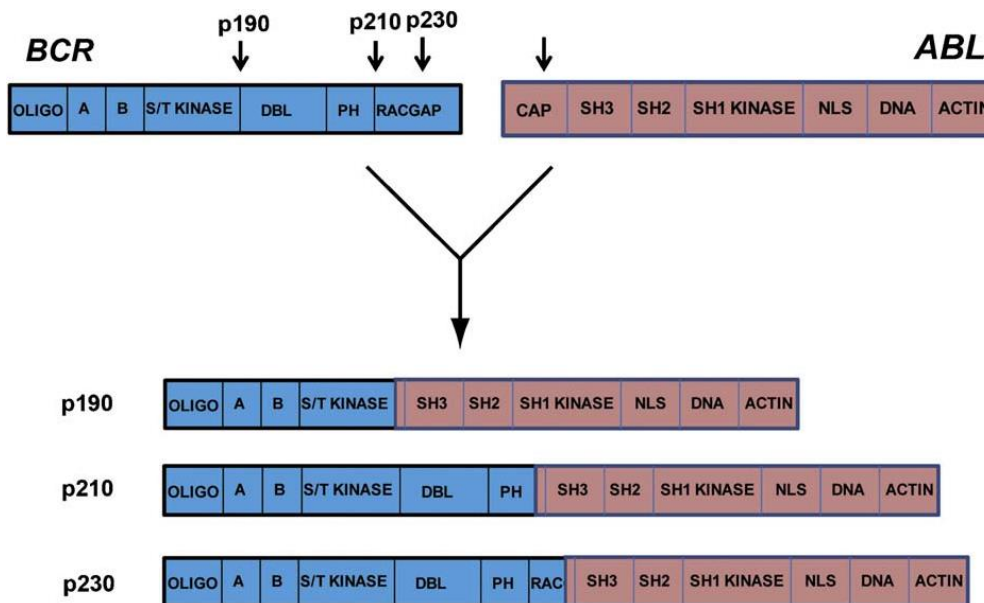 p190 p210 p230
BCR ABL
OLIGO A B S/T KINASE DBL PH RACGAP CAP SH3 SH2 SH1 KINASE NLS DNA ACTIN
p190 OLIGO A B S/T KINASE SH3 SH2 SH1 KINASE NLS DNA ACTIN
p210 OLIGO A B S/T KINASE DBL PH SH3 SH2 SH1 KINASE NLS DNA ACTIN
p230 OLIGO A B S/T KINASE DBL PH RAC SH3 SH2 SH1 KINASE NLS DNA ACTIN